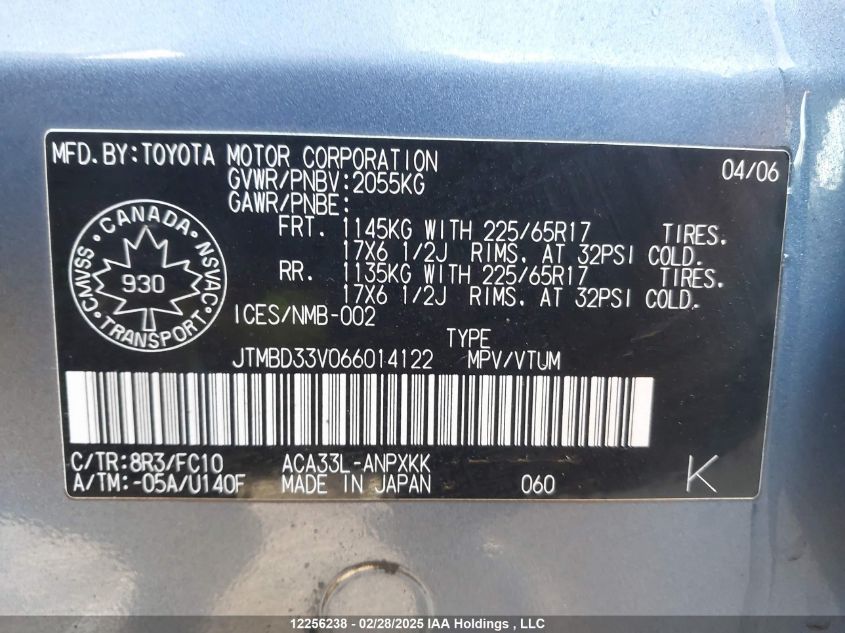 MFD.BY:TOYOTA MOTOR CORPORATION 04/06
GVWR/PNBV:2055KG
GAWR/PNBE:
FRT. 1145KG WITH 225/65R17 TIRES.
17X6 1/2J RIMS. AT 32PSI COLD.
RR. 1135KG WITH 225/65R17 TIRES.
17X6 1/2J RIMS. AT 32PSI COLD.
CANADA
CMVSS 930 NSVAC
TRANSPORT
ICES/NMB-002
TYPE
JTMBD33V066014122 MPV/VTUM
C/TR:8R3/FC10 ACA33L-ANPXKK
A/TM:-05A/U140F MADE IN JAPAN 060 K
12256238 - 02/28/2025 IAA Holdings , LLC